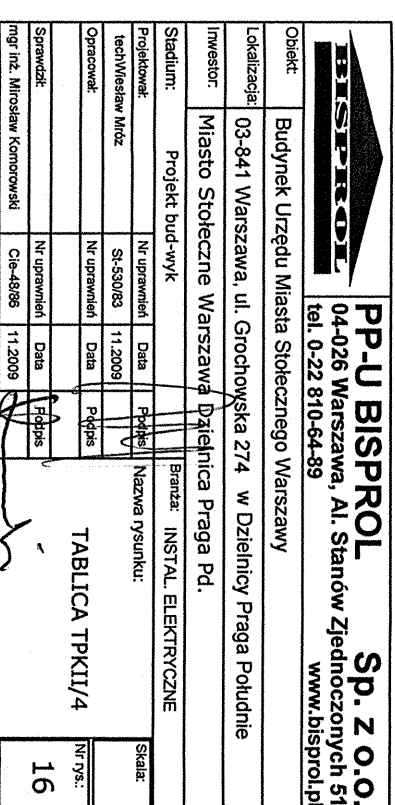 BISPROL
PP-U BISPROL Sp. z o.o.
04-026 Warszawa, Al. Stanów Zjednoczonych 51
tel. 0-22 810-64-89 www.bisprol.pl
Obiekt: Budynek Urzędu Miasta Stołecznego Warszawy
Lokalizacja: 03-841 Warszawa, ul. Grochowska 274 w Dzielnicy Praga Południe
Inwestor: Miasto Stołeczne Warszawa Dzielnica Praga Pd.
Stadium: Projekt bud-wyk Branża: INSTAL. ELEKTRYCZNE
Projektował: Nr uprawnień Data Podpis Nazwa rysunku: Skala:
techWiesław Mróz St-530/83 11.2009
Opracował: Nr uprawnień Data Podpis TABLICA TPKII/4
Nr rys.:
Sprawdził: Nr uprawnień Data Podpis 16
mgr inż. Mirosław Komorowski Cie-48/86 11.2009